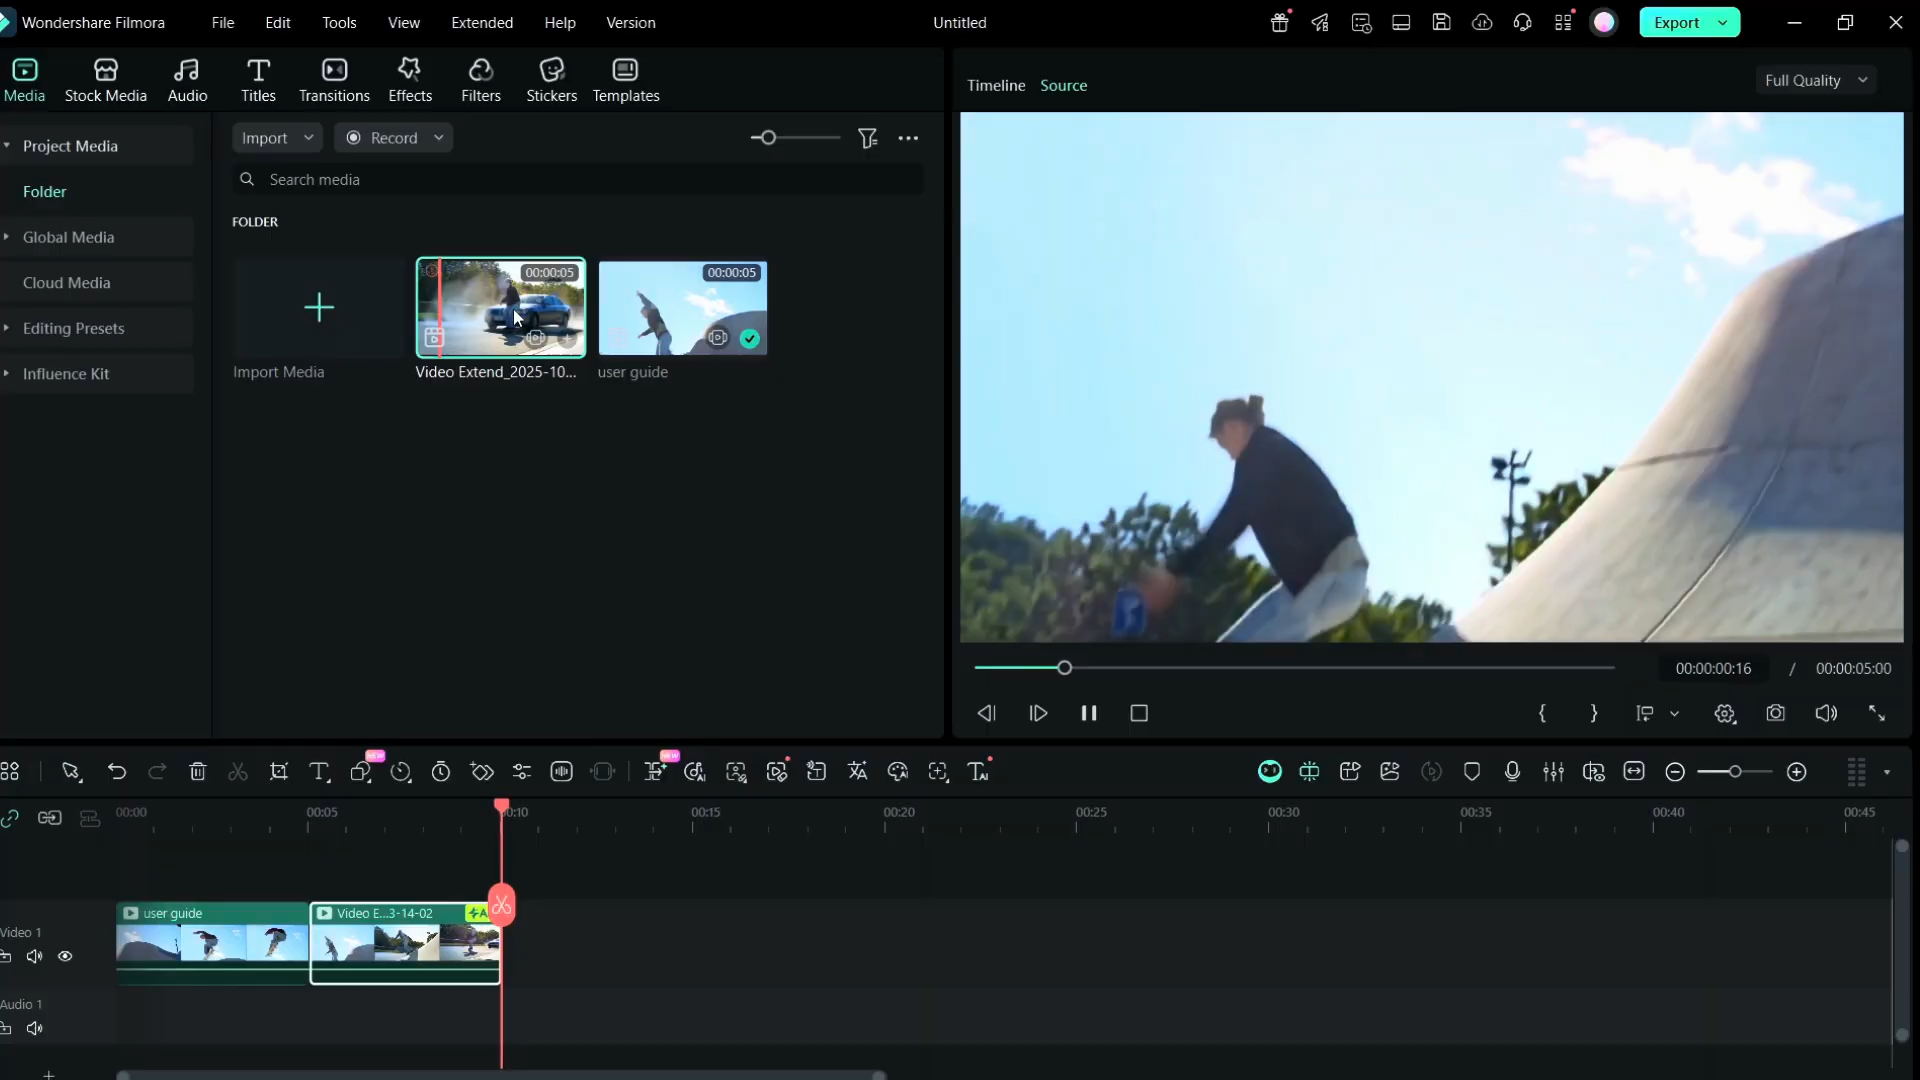 Wondershare Filmora File Edit Tools View Extended Help Version Untitled Export
Media Stock Media Audio Titles Transitions Effects Filters Stickers Templates
Timeline Source Full Quality
Project Media
Folder
Global Media
Cloud Media
Editing Presets
Influence Kit
Import Record
Search media
FOLDER
00:00:05 00:00:05
Import Media Video Extend_2025-10... user guide
00:00:00:16 / 00:00:05:00
NEW NEW
00:00 00:05 00:10 00:15 00:20 00:25 00:30 00:35 00:40 00:45
user guide Video E...3-14-02
Video 1
Audio 1